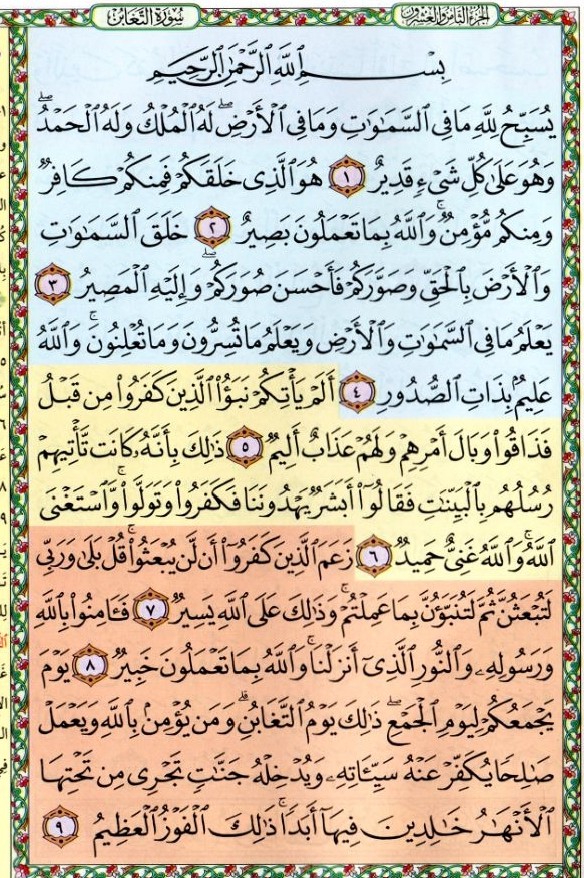 الجزء الثامن والعشرون
سورة التغابن
بِسْمِ ٱللَّهِ ٱلرَّحْمَٰنِ ٱلرَّحِيمِ
يُسَبِّحُ لِلَّهِ مَا فِي ٱلسَّمَٰوَٰتِ وَمَا فِي ٱلْأَرْضِۖ لَهُ ٱلْمُلْكُ وَلَهُ ٱلْحَمْدُۖ
وَهُوَ عَلَىٰ كُلِّ شَيْءٍ قَدِيرٌ ١ هُوَ ٱلَّذِي خَلَقَكُمْ فَمِنكُمْ كَافِرٌ
وَمِنكُم مُّؤْمِنٌۚ وَٱللَّهُ بِمَا تَعْمَلُونَ بَصِيرٌ ٢ خَلَقَ ٱلسَّمَٰوَٰتِ
وَٱلْأَرْضَ بِٱلْحَقِّ وَصَوَّرَكُمْ فَأَحْسَنَ صُوَرَكُمْۖ وَإِلَيْهِ ٱلْمَصِيرُ ٣
يَعْلَمُ مَا فِي ٱلسَّمَٰوَٰتِ وَٱلْأَرْضِ وَيَعْلَمُ مَا تُسِرُّونَ وَمَا تُعْلِنُونَۚ وَٱللَّهُ
عَلِيمٌۢ بِذَاتِ ٱلصُّدُورِ ٤ أَلَمْ يَأْتِكُمْ نَبَؤُا۟ ٱلَّذِينَ كَفَرُوا۟ مِن قَبْلُ
فَذَاقُوا۟ وَبَالَ أَمْرِهِمْ وَلَهُمْ عَذَابٌ أَلِيمٌ ٥ ذَٰلِكَ بِأَنَّهُۥ كَانَت تَّأْتِيهِمْ
رُسُلُهُم بِٱلْبَيِّنَٰتِ فَقَالُوٓا۟ أَبَشَرٌ يَهْدُونَنَا فَكَفَرُوا۟ وَتَوَلَّوا۟ۚ وَّٱسْتَغْنَى
ٱللَّهُۚ وَٱللَّهُ غَنِيٌّ حَمِيدٌ ٦ زَعَمَ ٱلَّذِينَ كَفَرُوٓا۟ أَن لَّن يُبْعَثُوا۟ۚ قُلْ بَلَىٰ وَرَبِّي
لَتُبْعَثُنَّ ثُمَّ لَتُنَبَّؤُنَّ بِمَا عَمِلْتُمْۚ وَذَٰلِكَ عَلَى ٱللَّهِ يَسِيرٌ ٧ فَـَٔامِنُوا۟ بِٱللَّهِ
وَرَسُولِهِۦ وَٱلنُّورِ ٱلَّذِيٓ أَنزَلْنَاۚ وَٱللَّهُ بِمَا تَعْمَلُونَ خَبِيرٌ ٨ يَوْمَ
يَجْمَعُكُمْ لِيَوْمِ ٱلْجَمْعِۖ ذَٰلِكَ يَوْمُ ٱلتَّغَابُنِۗ وَمَن يُؤْمِنۢ بِٱللَّهِ وَيَعْمَلْ
صَٰلِحًا يُكَفِّرْ عَنْهُ سَيِّـَٔاتِهِۦ وَيُدْخِلْهُ جَنَّٰتٍ تَجْرِي مِن تَحْتِهَا
ٱلْأَنْهَٰرُ خَٰلِدِينَ فِيهَآ أَبَدًاۚ ذَٰلِكَ ٱلْفَوْزُ ٱلْعَظِيمُ ٩